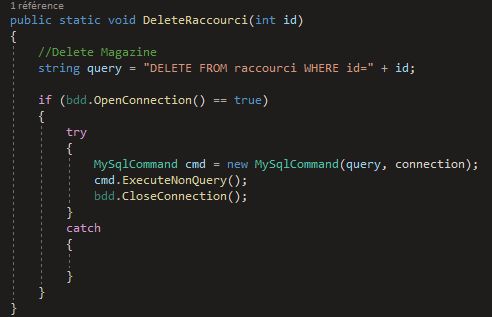 1 référence
public static void DeleteRaccourci(int id)
{
//Delete Magazine
string query = "DELETE FROM raccourci WHERE id=" + id;
if (bdd.OpenConnection() == true)
{
try
{
MySqlCommand cmd = new MySqlCommand(query, connection);
cmd.ExecuteNonQuery();
bdd.CloseConnection();
}
catch
{
}
}
}